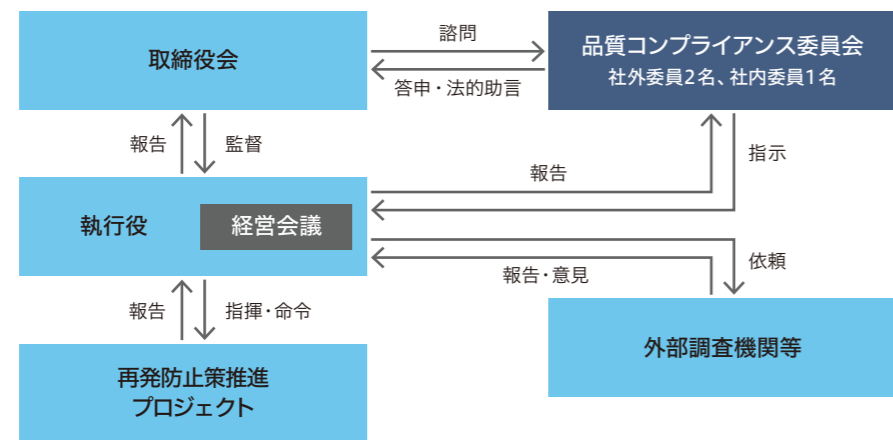 取締役会
諮問
答申・法的助言
品質コンプライアンス委員会
社外委員2名、社内委員1名
報告
監督
報告
指示
執行役
経営会議
報告・意見
依頼
報告
指揮・命令
外部調査機関等
再発防止策推進
プロジェクト